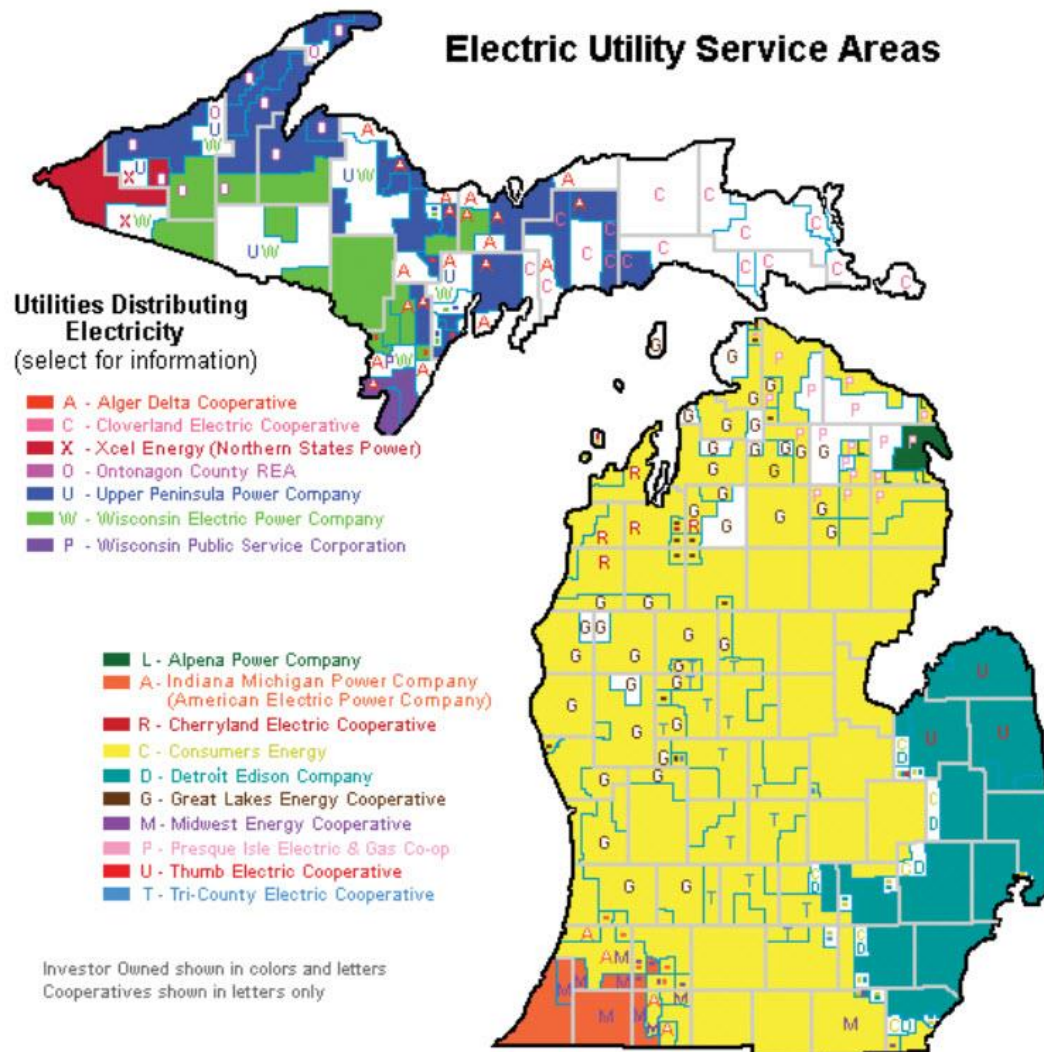 Electric Utility Service Areas
Utilities Distributing
Electricity
(select for information)
A - Alger Delta Cooperative
C - Cloverland Electric Cooperative
X - Xcel Energy (Northern States Power)
O - Ontonagon County REA
U - Upper Peninsula Power Company
W - Wisconsin Electric Power Company
P - Wisconsin Public Service Corporation
L - Alpena Power Company
A - Indiana Michigan Power Company
(American Electric Power Company)
R - Cherryland Electric Cooperative
C - Consumers Energy
D - Detroit Edison Company
G - Great Lakes Energy Cooperative
M - Midwest Energy Cooperative
P - Presque Isle Electric & Gas Co-op
U - Thumb Electric Cooperative
T - Tri-County Electric Cooperative
Investor Owned shown in colors and letters
Cooperatives shown in letters only